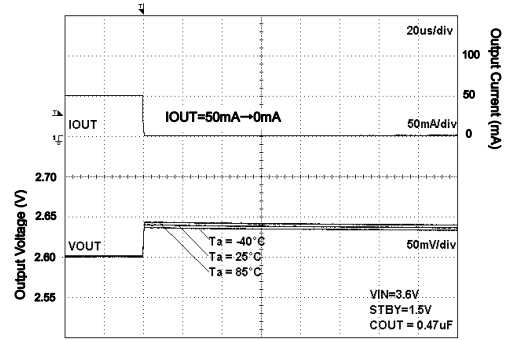 T
20us/div
100
50
0
Output Current (mA)
IOUT
IOUT=50mA→0mA
50mA/div
2.70
2.65
2.60
2.55
Output Voltage (V)
VOUT
Ta = -40°C
Ta = 25°C
Ta = 85°C
50mV/div
VIN=3.6V
STBY=1.5V
COUT = 0.47uF